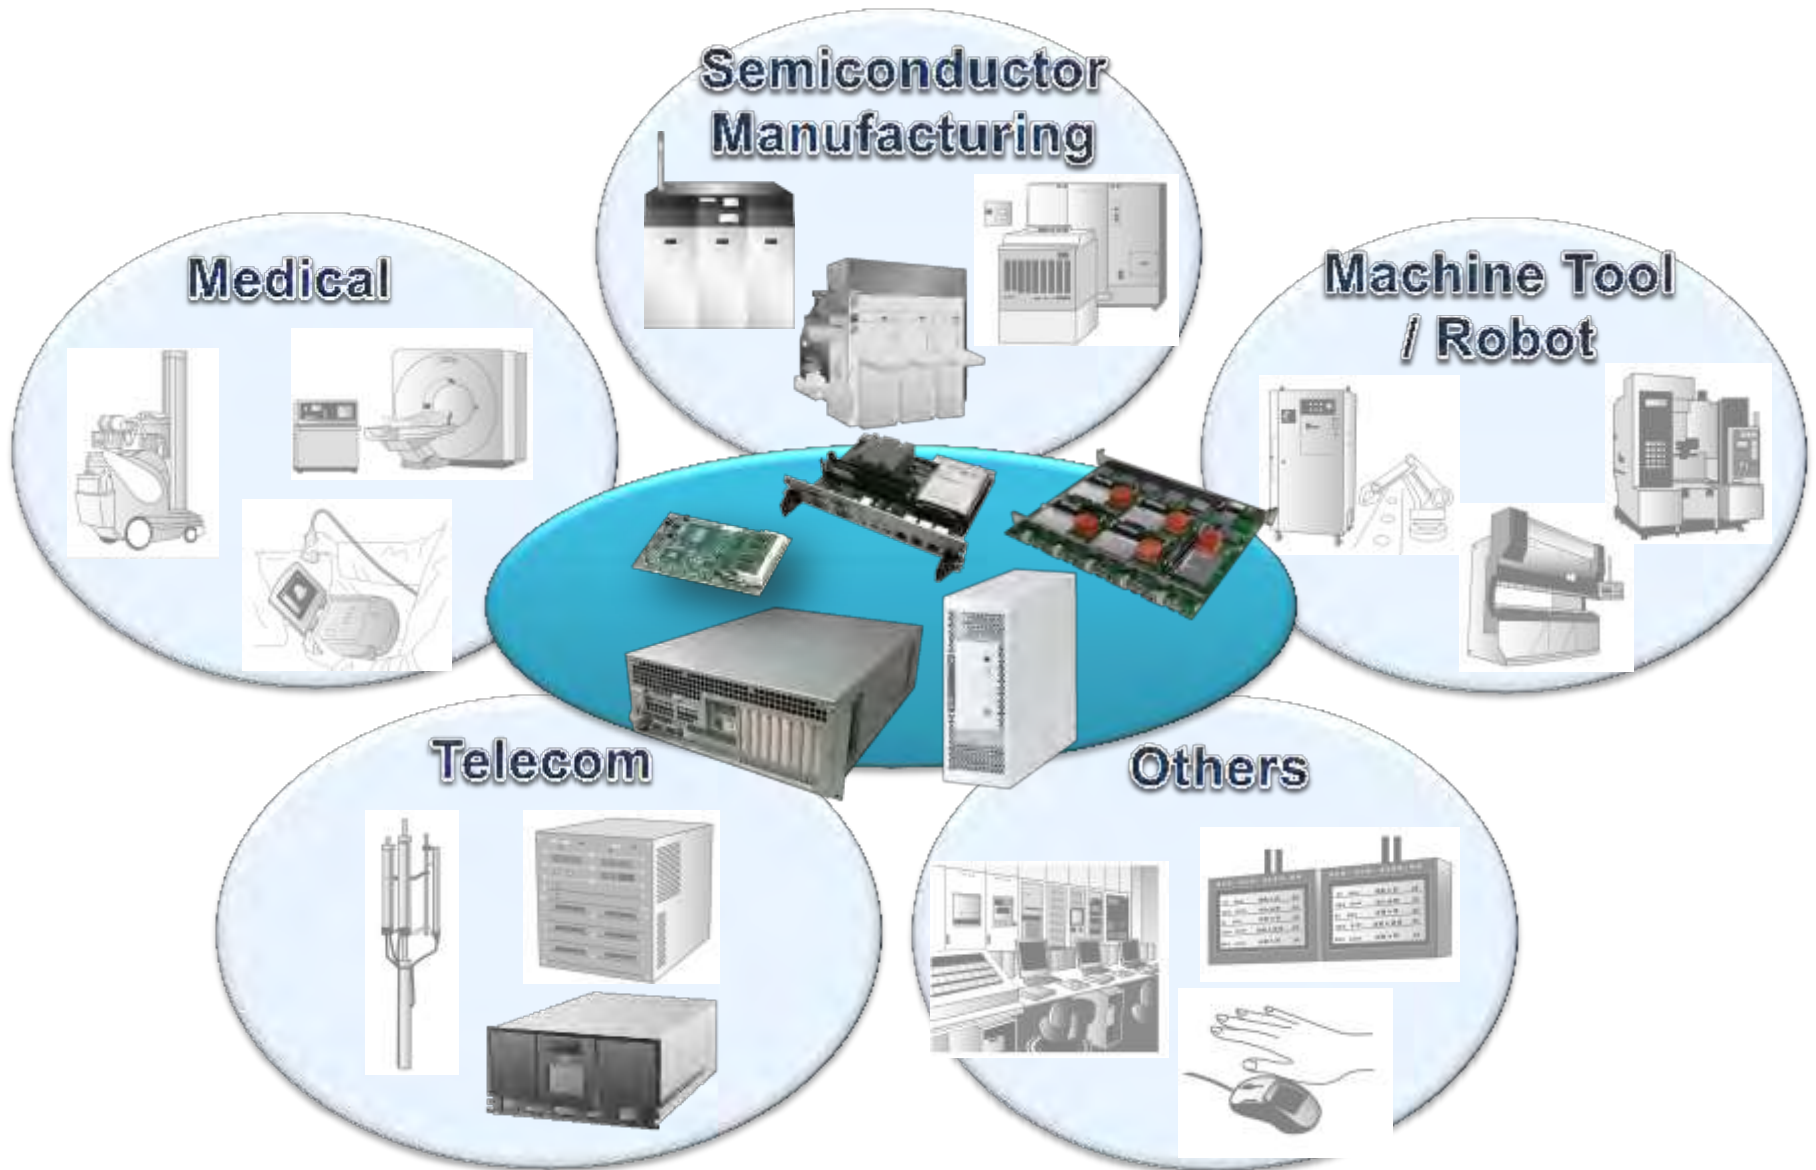 Semiconductor
Manufacturing
Medical
Machine Tool
/ Robot
Telecom
Others